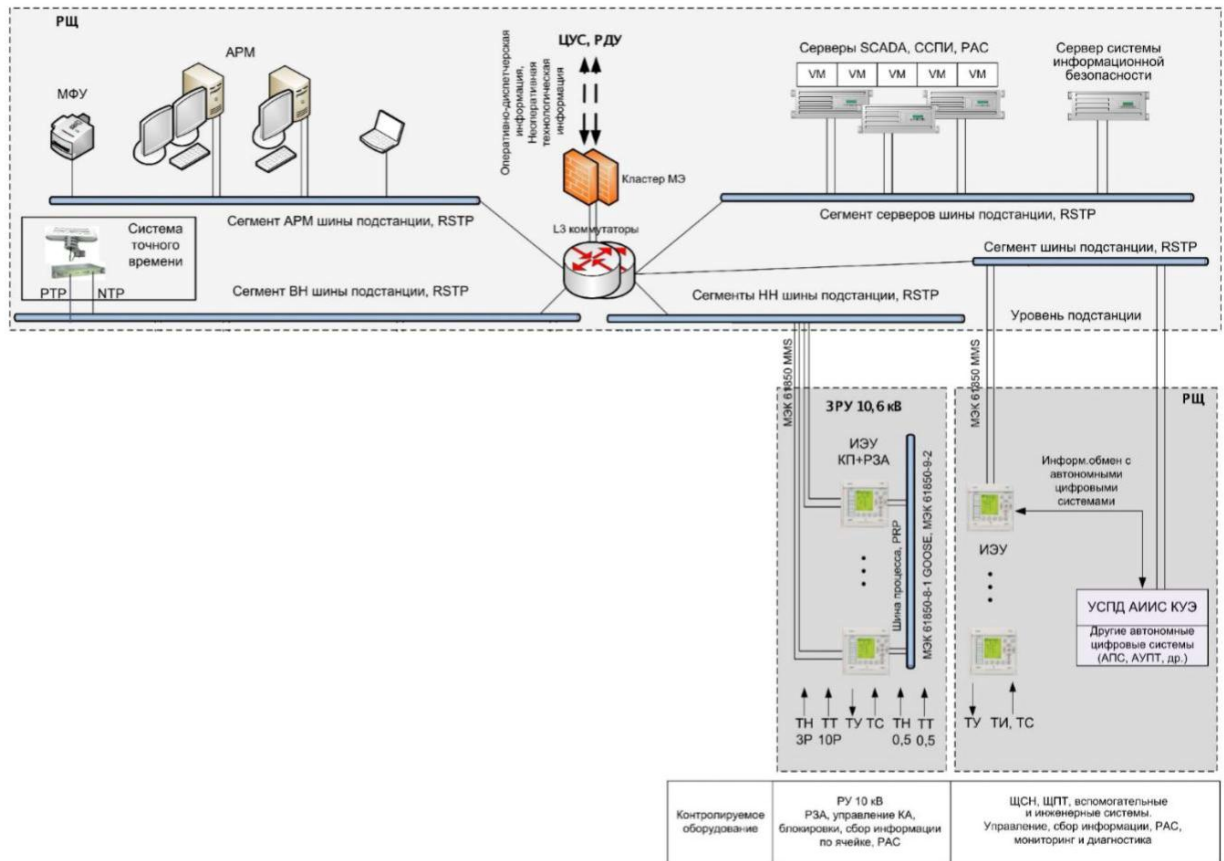 РЩ
МФУ
АРМ
Оперативно-диспетчерская
информация,
Неоперативная
технологическая
информация
ЦУС, РДУ
Кластер МЭ
L3 коммутаторы
Серверы SCADA, ССПИ, РАС
VM VM VM VM VM
Сервер системы
информационной
безопасности
Сегмент АРМ шины подстанции, RSTP
Сегмент серверов шины подстанции, RSTP
Система
точного
времени
PTP NTP
Сегмент ВН шины подстанции, RSTP
Сегменты НН шины подстанции, RSTP
Сегмент шины подстанции, RSTP
Уровень подстанции
МЭК 61850 MMS
ЗРУ 10,6 кВ
ИЭУ
КП+РЗА
Шина процесса, PRP
МЭК 61850-8-1 GOOSE, МЭК 61850-9-2
ТН
3Р
ТТ
10Р
ТУ
ТС
ТН
0,5
ТТ
0,5
МЭК 61850 MMS
РЩ
Информ.обмен с
автономными
цифровыми
системами
ИЭУ
УСПД АИИС КУЭ
Другие автономные
цифровые системы
(АПС, АУПТ, др.)
ТУ ТИ, ТС
Контролируемое
оборудование
РУ 10 кВ
РЗА, управление КА,
блокировки, сбор информации
по ячейке, РАС
ЩСН, ЩПТ, вспомогательные
и инженерные системы.
Управление, сбор информации, РАС,
мониторинг и диагностика